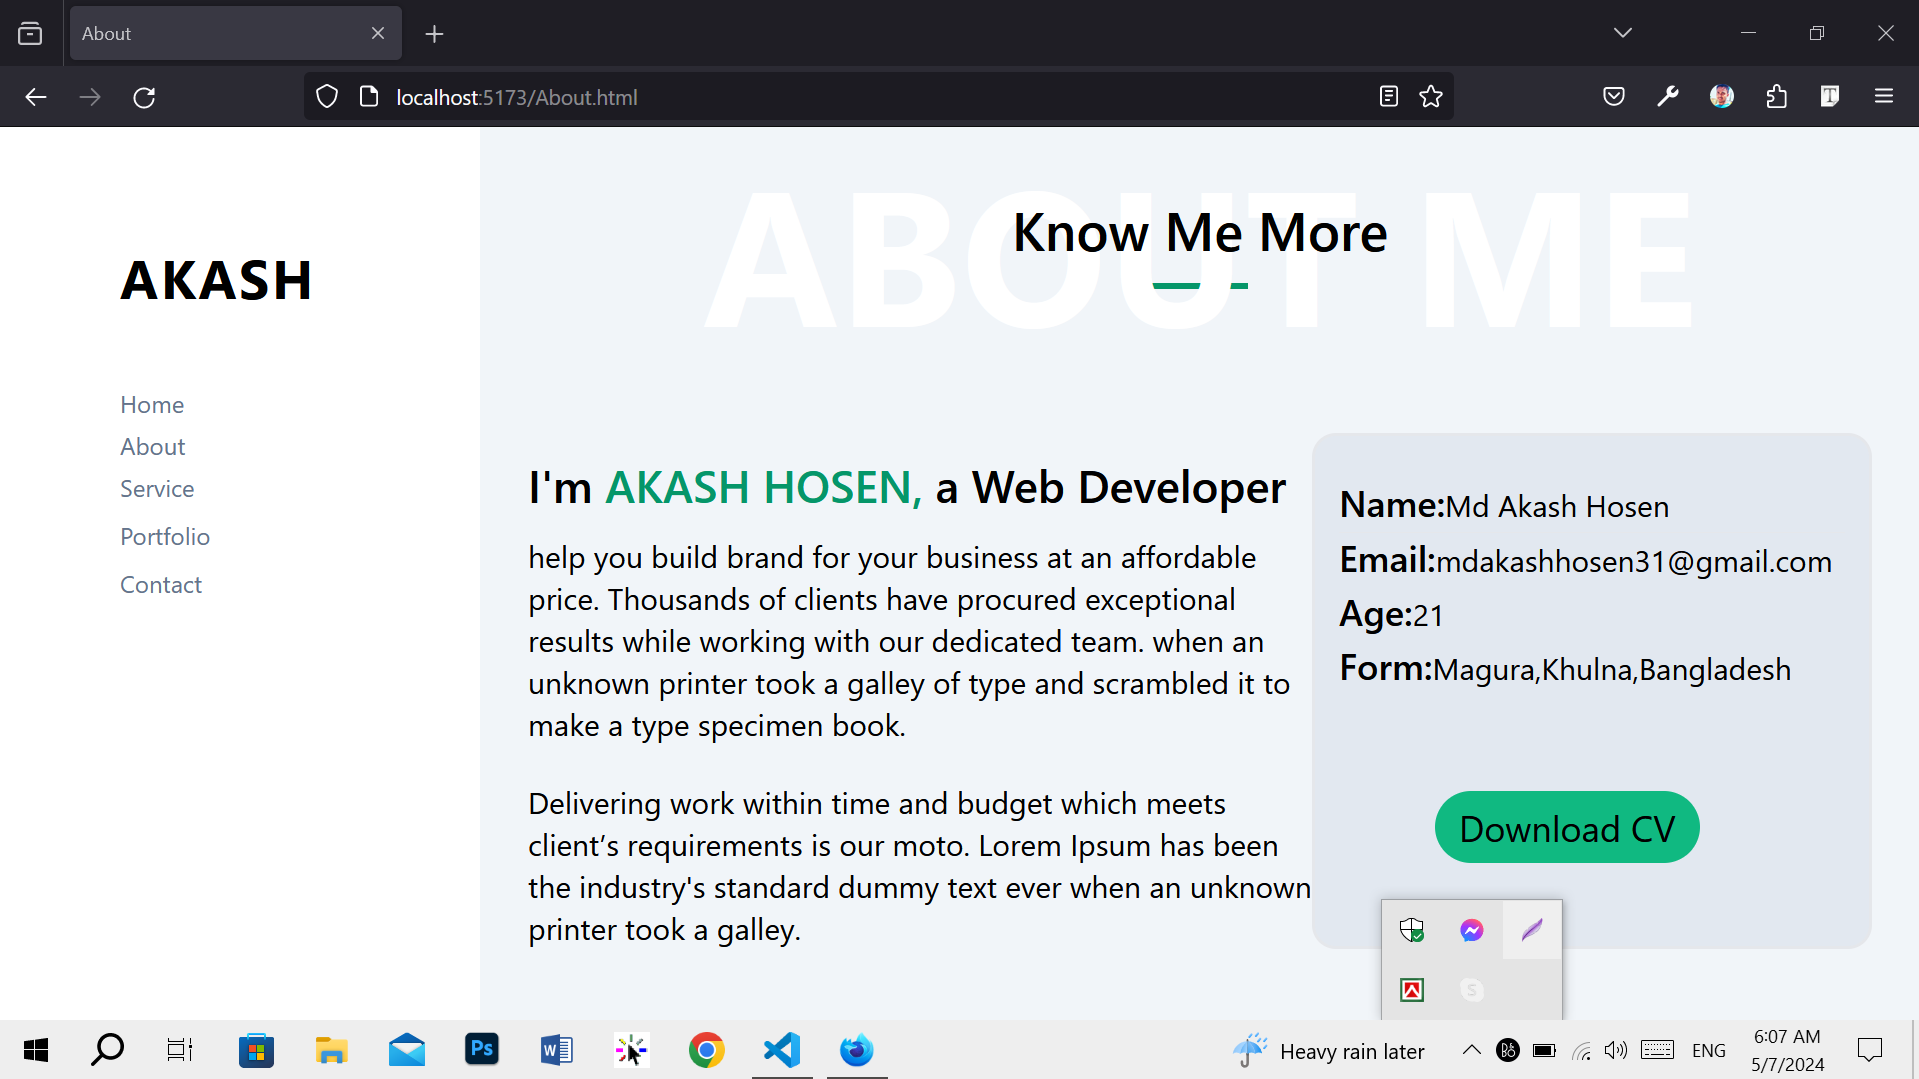 About
localhost:5173/About.html
AKASH
Home
About
Service
Portfolio
Contact
ABOUT ME
Know Me More
I'm AKASH HOSEN, a Web Developer
help you build brand for your business at an affordable
price. Thousands of clients have procured exceptional
results while working with our dedicated team. when an
unknown printer took a galley of type and scrambled it to
make a type specimen book.
Delivering work within time and budget which meets
client’s requirements is our moto. Lorem Ipsum has been
the industry's standard dummy text ever when an unknown
printer took a galley.
Name:Md Akash Hosen
Email:mdakashhosen31@gmail.com
Age:21
Form:Magura,Khulna,Bangladesh
Download CV
Ps
W
T
S
Heavy rain later
ENG
6:07 AM
5/7/2024